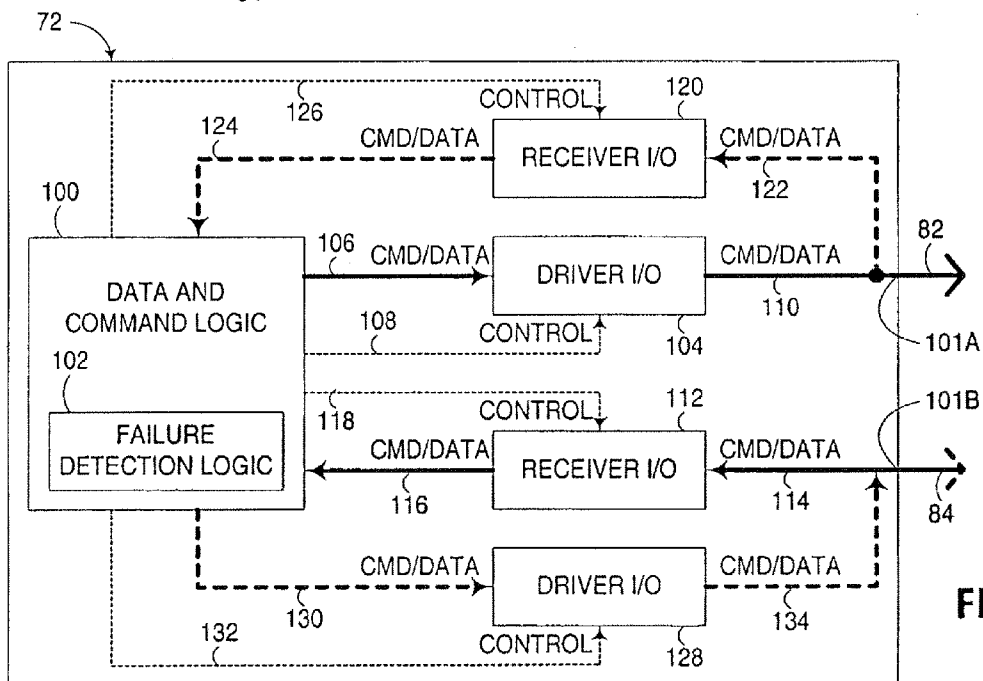 72
126
CONTROL
120
124
CMD/DATA
RECEIVER I/O
CMD/DATA
122
100
106
CMD/DATA
DRIVER I/O
CMD/DATA
110
82
DATA AND
COMMAND LOGIC
108
CONTROL
104
101A
102
118
CONTROL
112
101B
FAILURE
DETECTION LOGIC
CMD/DATA
116
RECEIVER I/O
CMD/DATA
114
84
CMD/DATA
130
DRIVER I/O
CMD/DATA
134
132
CONTROL
128